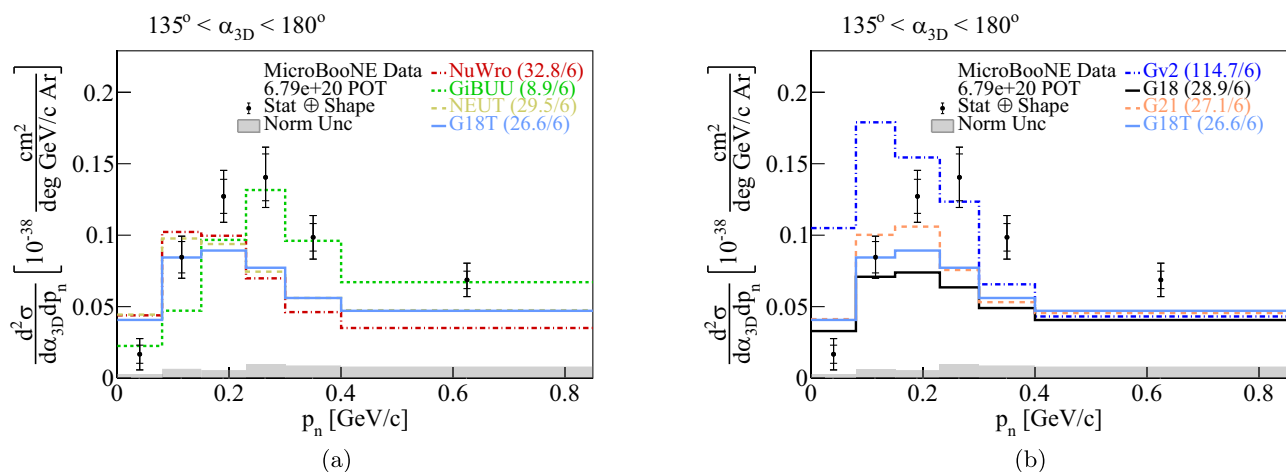 135° < α3D < 180°
MicroBooNE Data
6.79e+20 POT
Stat ⊕ Shape
Norm Unc
NuWro (32.8/6)
GiBUU (8.9/6)
NEUT (29.5/6)
G18T (26.6/6)
d²σ/dα3Ddpn [10⁻³⁸ cm²/deg GeV/c Ar]
0.2
0.15
0.1
0.05
0
0 0.2 0.4 0.6 0.8
pn [GeV/c]
(a)
135° < α3D < 180°
MicroBooNE Data
6.79e+20 POT
Stat ⊕ Shape
Norm Unc
Gv2 (114.7/6)
G18 (28.9/6)
G21 (27.1/6)
G18T (26.6/6)
d²σ/dα3Ddpn [10⁻³⁸ cm²/deg GeV/c Ar]
0.2
0.15
0.1
0.05
0
0 0.2 0.4 0.6 0.8
pn [GeV/c]
(b)